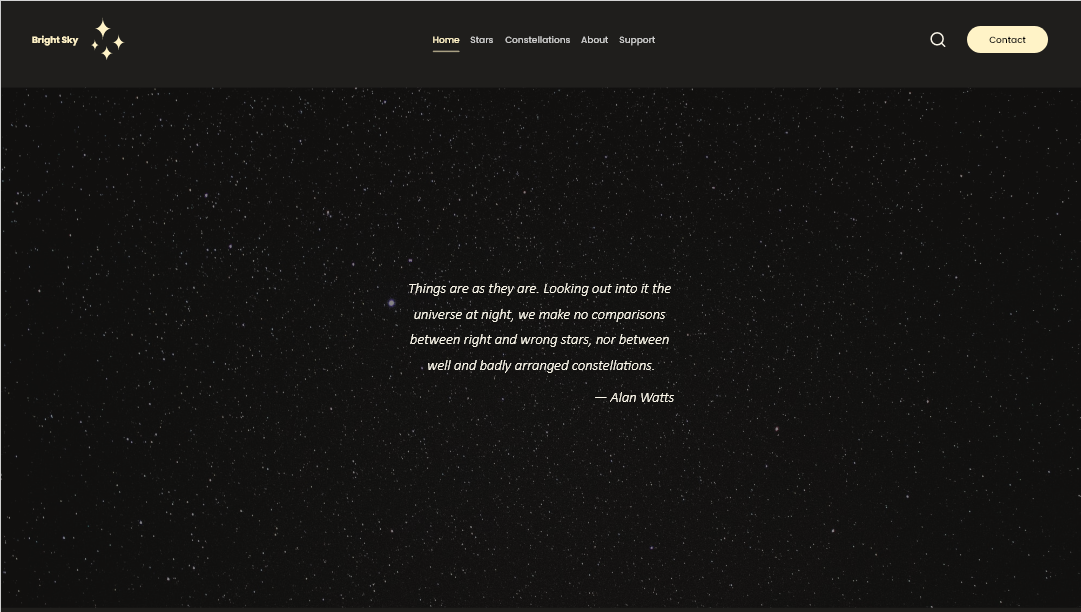 Bright Sky
Home Stars Constellations About Support
Contact
Things are as they are. Looking out into it the
universe at night, we make no comparisons
between right and wrong stars, nor between
well and badly arranged constellations.
— Alan Watts